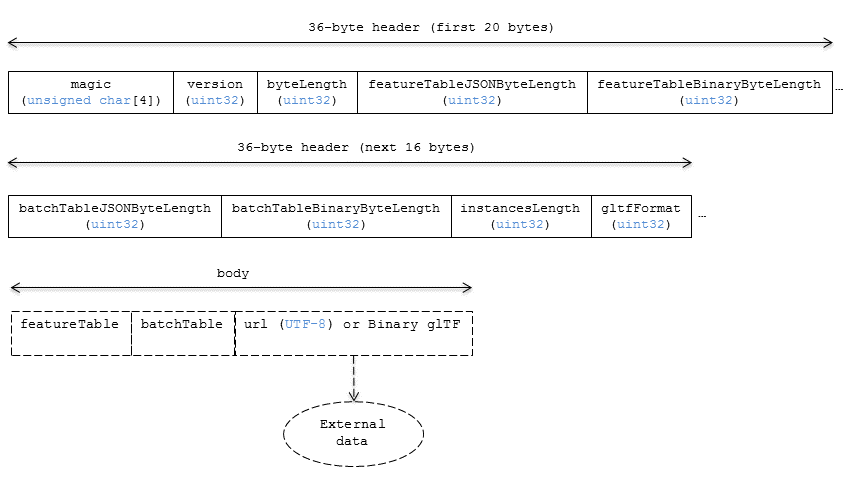 36-byte header (first 20 bytes)
magic version byteLength featureTableJSONByteLength featureTableBinaryByteLength
(unsigned char[4]) (uint32) (uint32) (uint32) (uint32) …
36-byte header (next 16 bytes)
batchTableJSONByteLength batchTableBinaryByteLength instancesLength gltfFormat
(uint32) (uint32) (uint32) (uint32) …
body
featureTable batchTable url (UTF-8) or Binary glTF
External
data